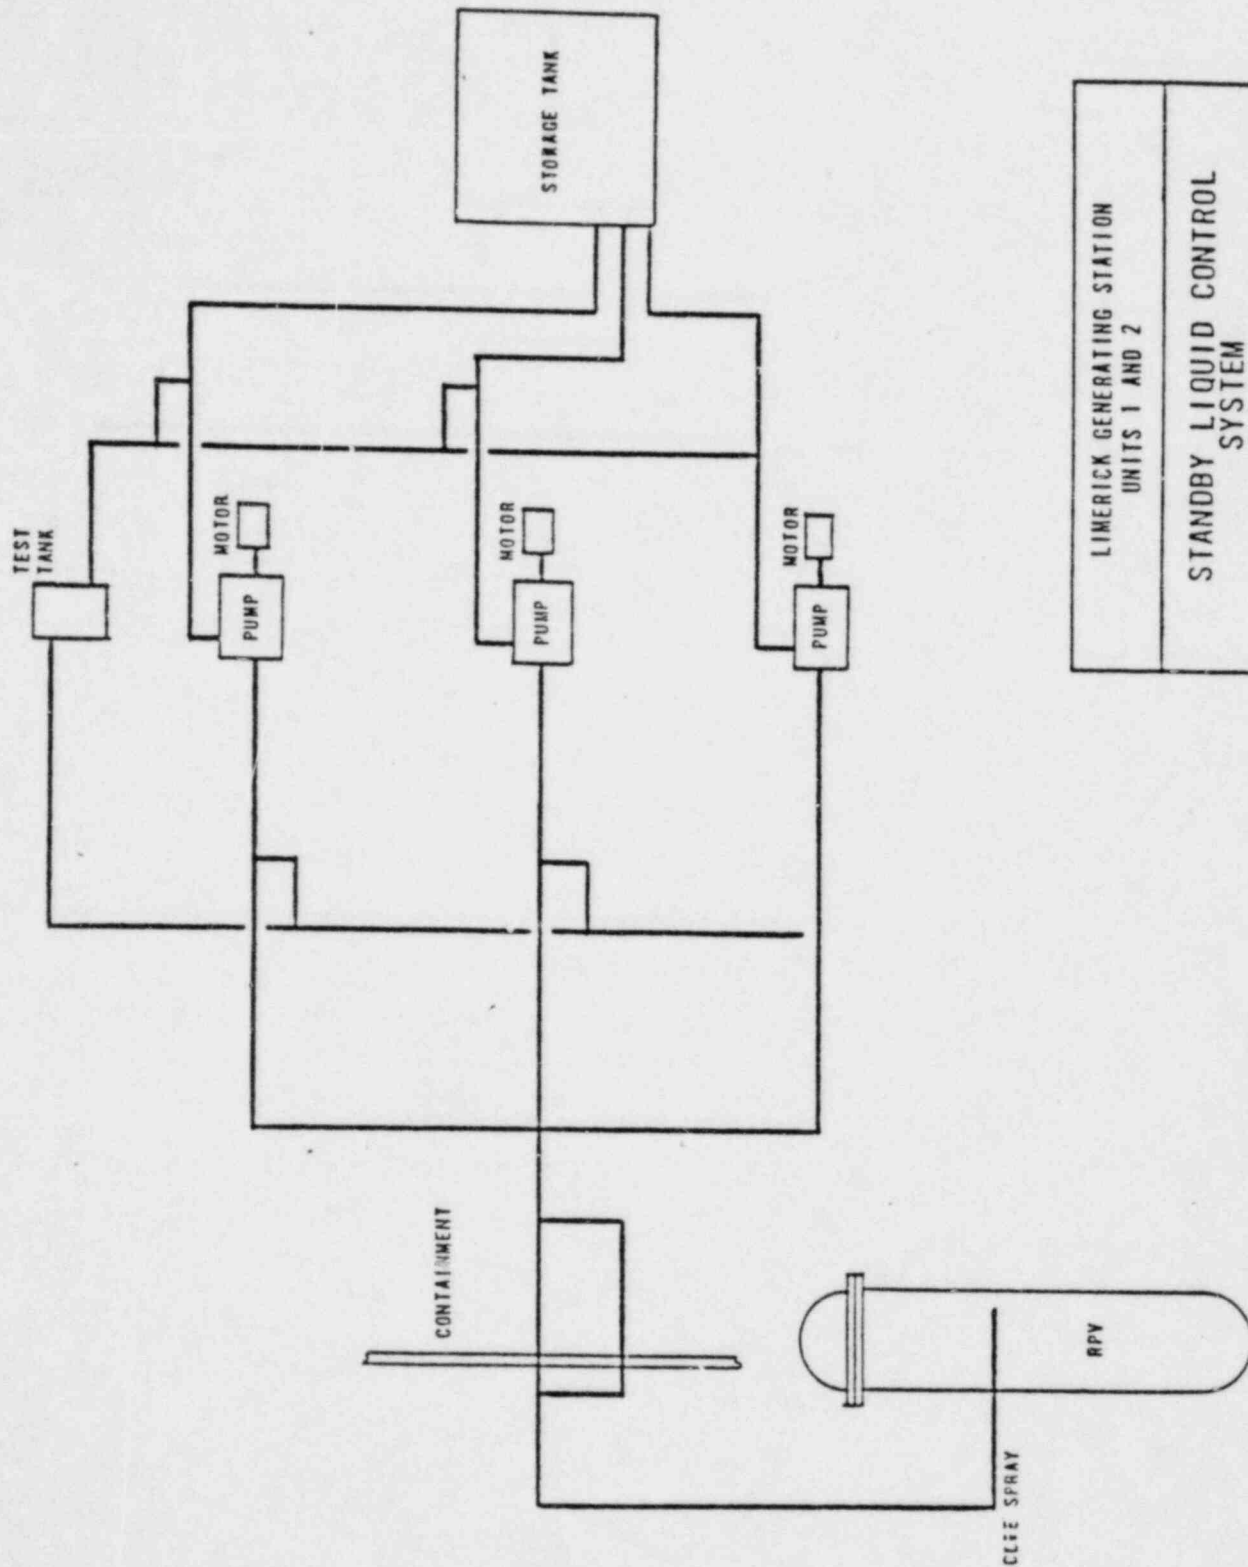 TEST
TANK
MOTOR
PUMP
CONTAINMENT
MOTOR
PUMP
STORAGE TANK
MOTOR
PUMP
SPRAY
RPV
LIMERICK GENERATING STATION
UNITS 1 AND 2
STANDBY LIQUID CONTROL
SYSTEM